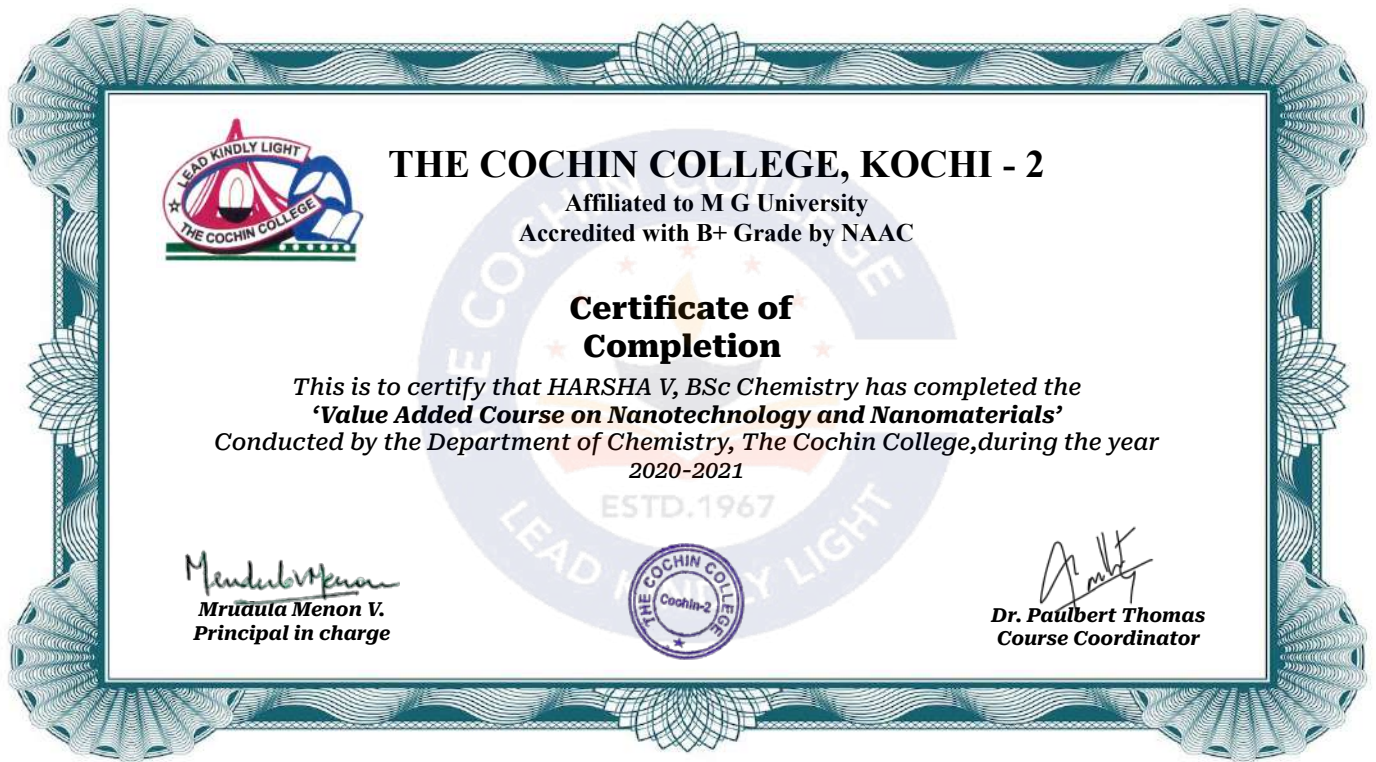 LEAD KINDLY LIGHT
THE COCHIN COLLEGE
THE COCHIN COLLEGE, KOCHI - 2
Affiliated to M G University
Accredited with B+ Grade by NAAC
THE COCHIN COLLEGE
Certificate of
Completion
This is to certify that HARSHA V, BSc Chemistry has completed the
‘Value Added Course on Nanotechnology and Nanomaterials’
Conducted by the Department of Chemistry, The Cochin College,during the year
2020-2021
ESTD.1967
LEAD KINDLY LIGHT
Mrudula Menon V.
Principal in charge
THE COCHIN COLLEGE
Cochin-2
Dr. Paulbert Thomas
Course Coordinator